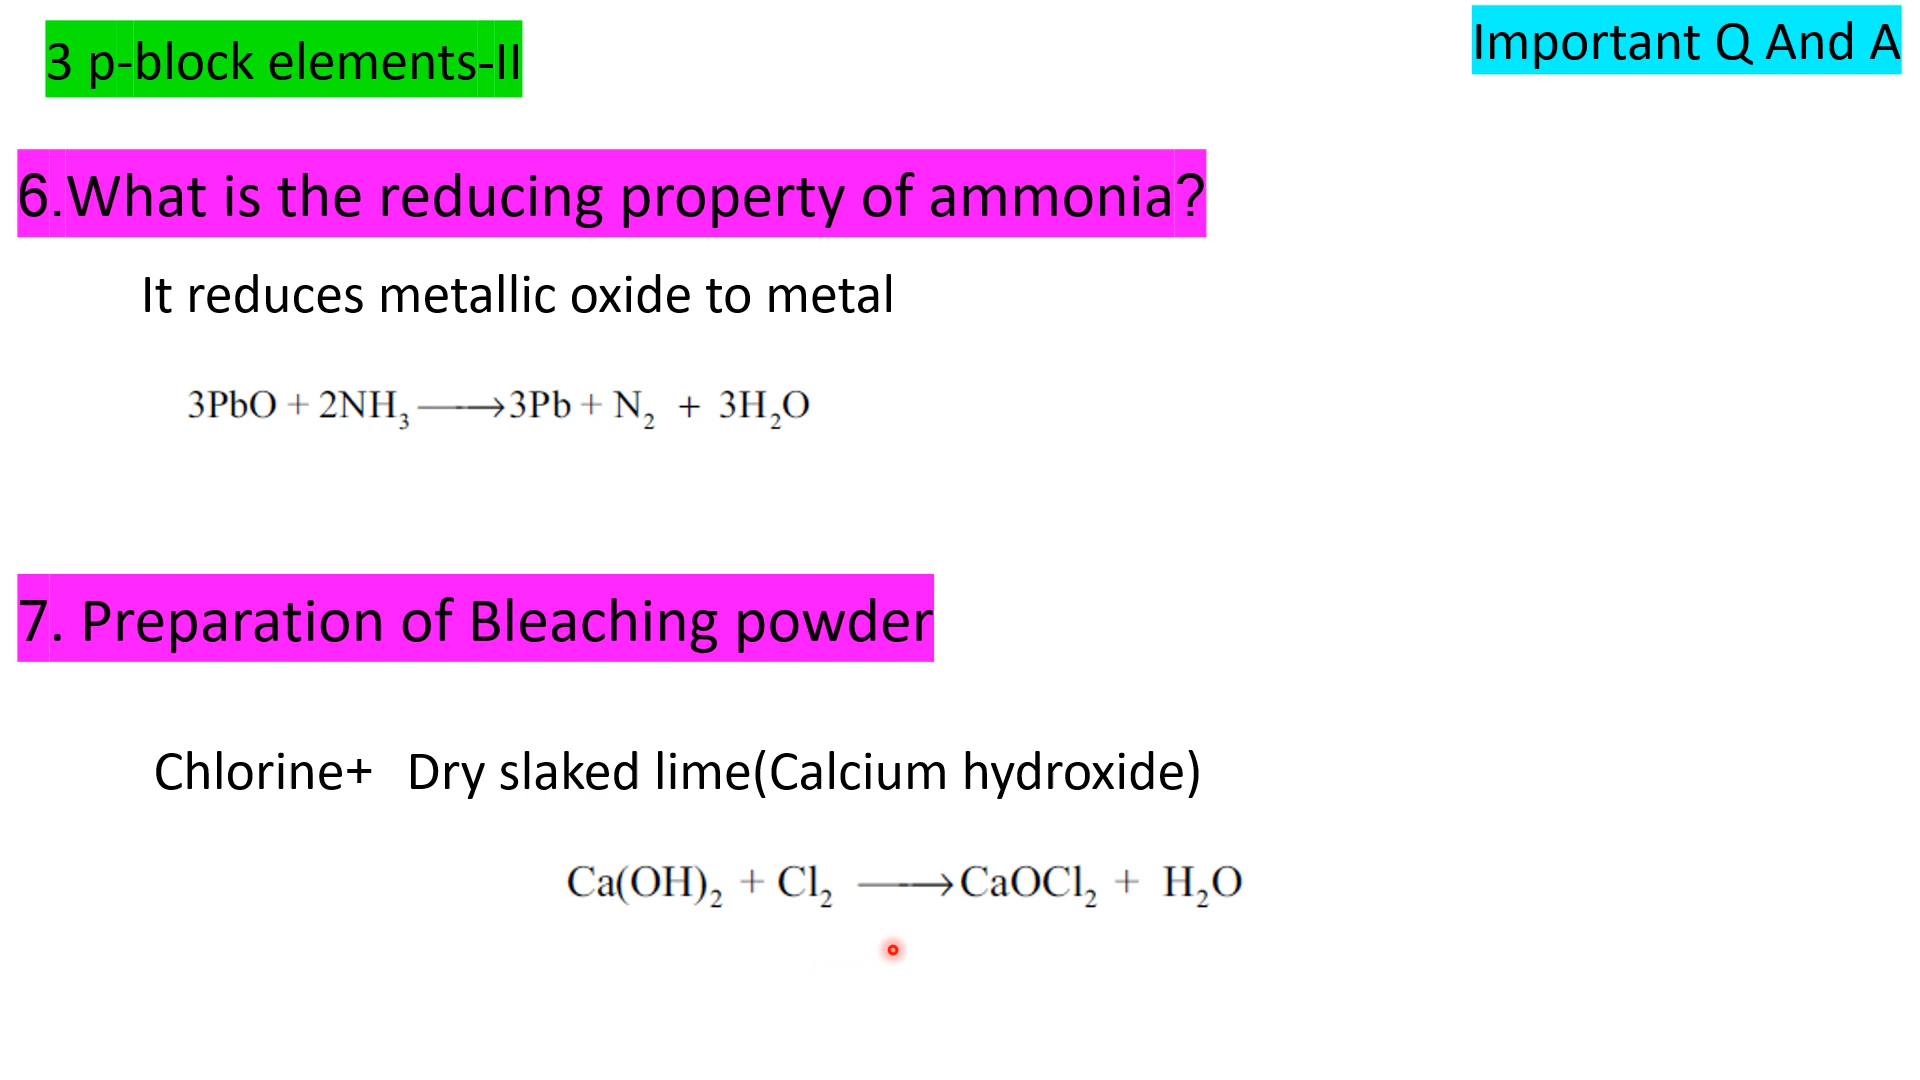 3 p-block elements-II
Important Q And A
6.What is the reducing property of ammonia?
It reduces metallic oxide to metal
3PbO + 2NH₃ ⟶ 3Pb + N₂ + 3H₂O
7. Preparation of Bleaching powder
Chlorine+ Dry slaked lime(Calcium hydroxide)
Ca(OH)₂ + Cl₂ ⟶ CaOCl₂ + H₂O